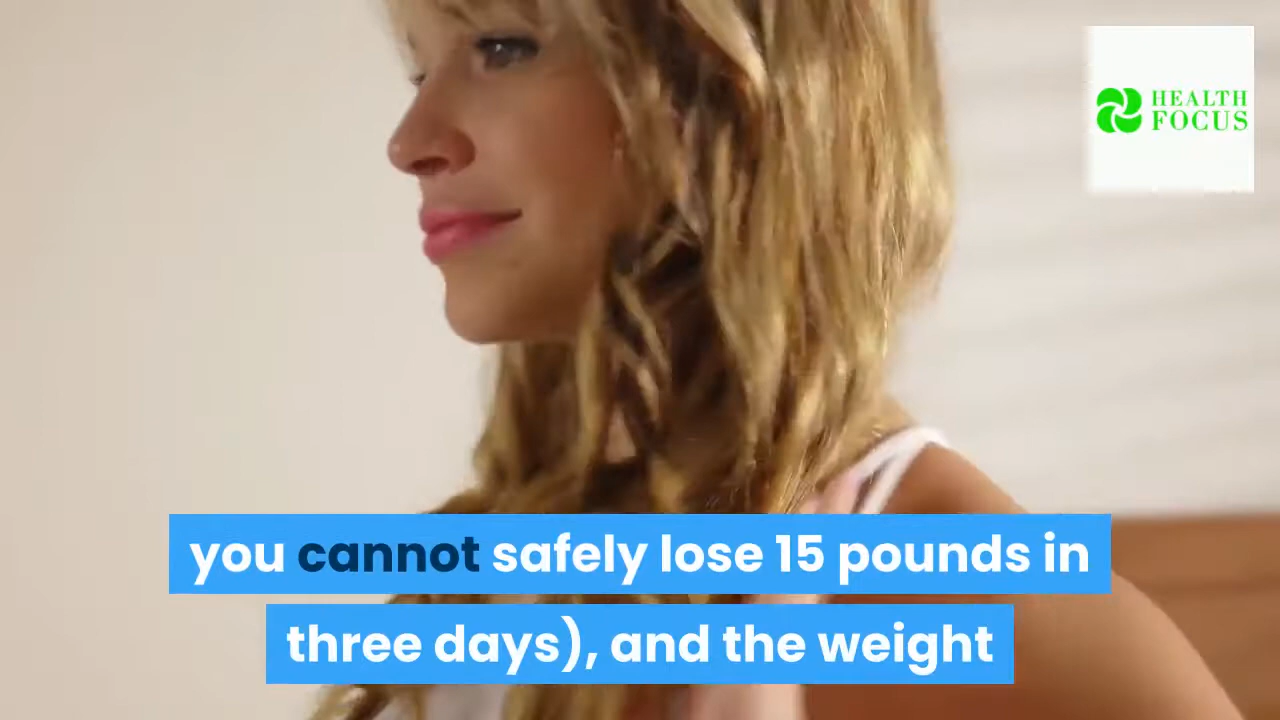 HEALTH
FOCUS
you cannot safely lose 15 pounds in
three days), and the weight